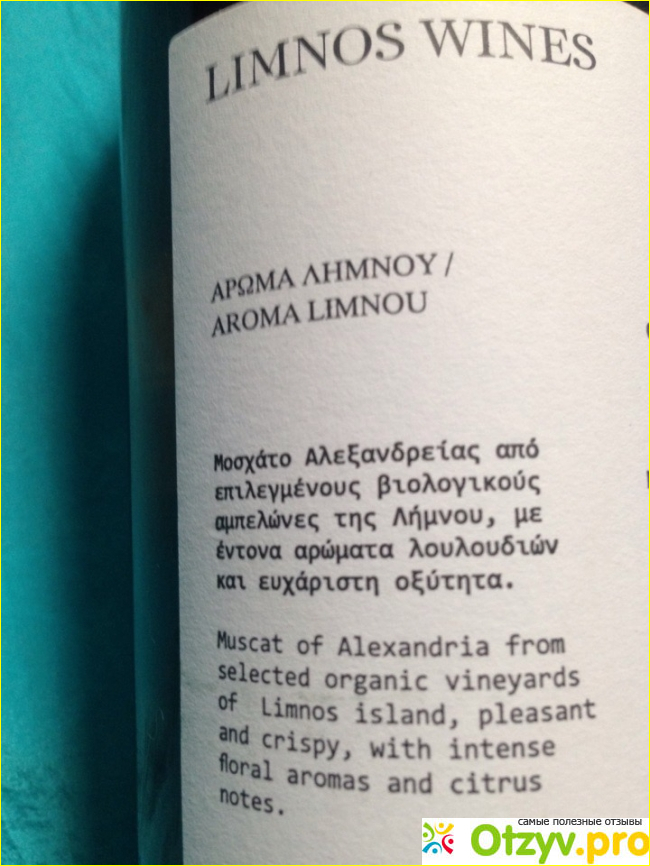 LIMNOS WINES
ΑΡΩΜΑ ΛΗΜΝΟΥ /
AROMA LIMNOU
Μοσχάτο Αλεξανδρείας από
επιλεγμένους βιολογικούς
αμπελώνες της Λήμνου, με
έντονα αρώματα λουλουδιών
και ευχάριστη οξύτητα.
Muscat of Alexandria from
selected organic vineyards
of Limnos island, pleasant
and crispy, with intense
floral aromas and citrus
notes.
самые полезные отзывы
Otzyv.pro